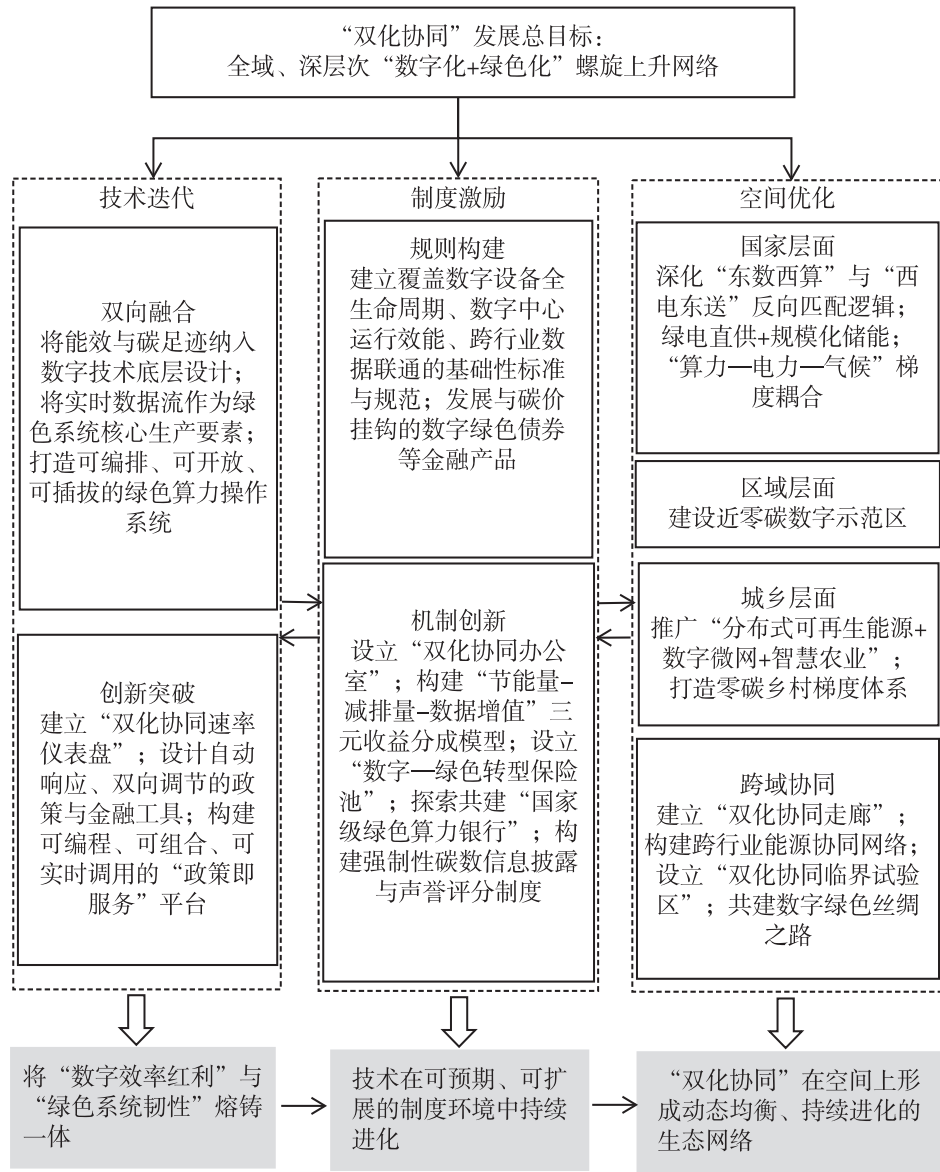 “双化协同”发展总目标：
全域、深层次“数字化+绿色化”螺旋上升网络
技术迭代
双向融合
将能效与碳足迹纳入
数字技术底层设计；
将实时数据流作为绿
色系统核心生产要素；
打造可编排、可开放、
可插拔的绿色算力操作
系统
创新突破
建立“双化协同速率
仪表盘”；设计自动
响应、双向调节的政策
与金融工具；构建
可编程、可组合、可
实时调用的“政策即
服务”平台
制度激励
规则构建
建立覆盖数字设备全
生命周期、数字中心
运行效能、跨行业数
据联通的基础性标准
与规范；发展与碳价
挂钩的数字绿色债券
等金融产品
机制创新
设立“双化协同办公
室”；构建“节能量–
减排量–数据增值”三
元收益分成模型；设立
“数字—绿色转型保险
池”；探索共建“国家
级绿色算力银行”；构
建强制性碳数信息披露
与声誉评分制度
空间优化
国家层面
深化“东数西算”与“西
电东送”反向匹配逻辑；
绿电直供+规模化储能；
“算力—电力—气候”梯
度耦合
区域层面
建设近零碳数字示范区
城乡层面
推广“分布式可再生能源+
数字微网+智慧农业”；
打造零碳乡村梯度体系
跨域协同
建立“双化协同走廊”；
构建跨行业能源协同网络；
设立“双化协同临界试验
区”；共建数字绿色丝绸
之路
将“数字效率红利”与
“绿色系统韧性”熔铸
一体
技术在可预期、可扩
展的制度环境中持续
进化
“双化协同”在空间上形
成动态均衡、持续进化的
生态网络